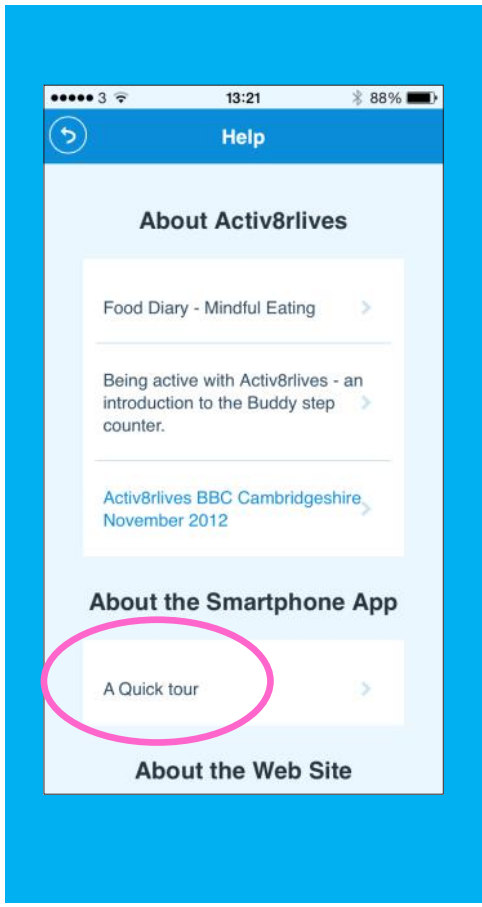 3 13:21 88%
Help
About Activ8rlives
Food Diary - Mindful Eating
Being active with Activ8rlives - an
introduction to the Buddy step
counter.
Activ8rlives BBC Cambridgeshire
November 2012
About the Smartphone App
A Quick tour
About the Web Site